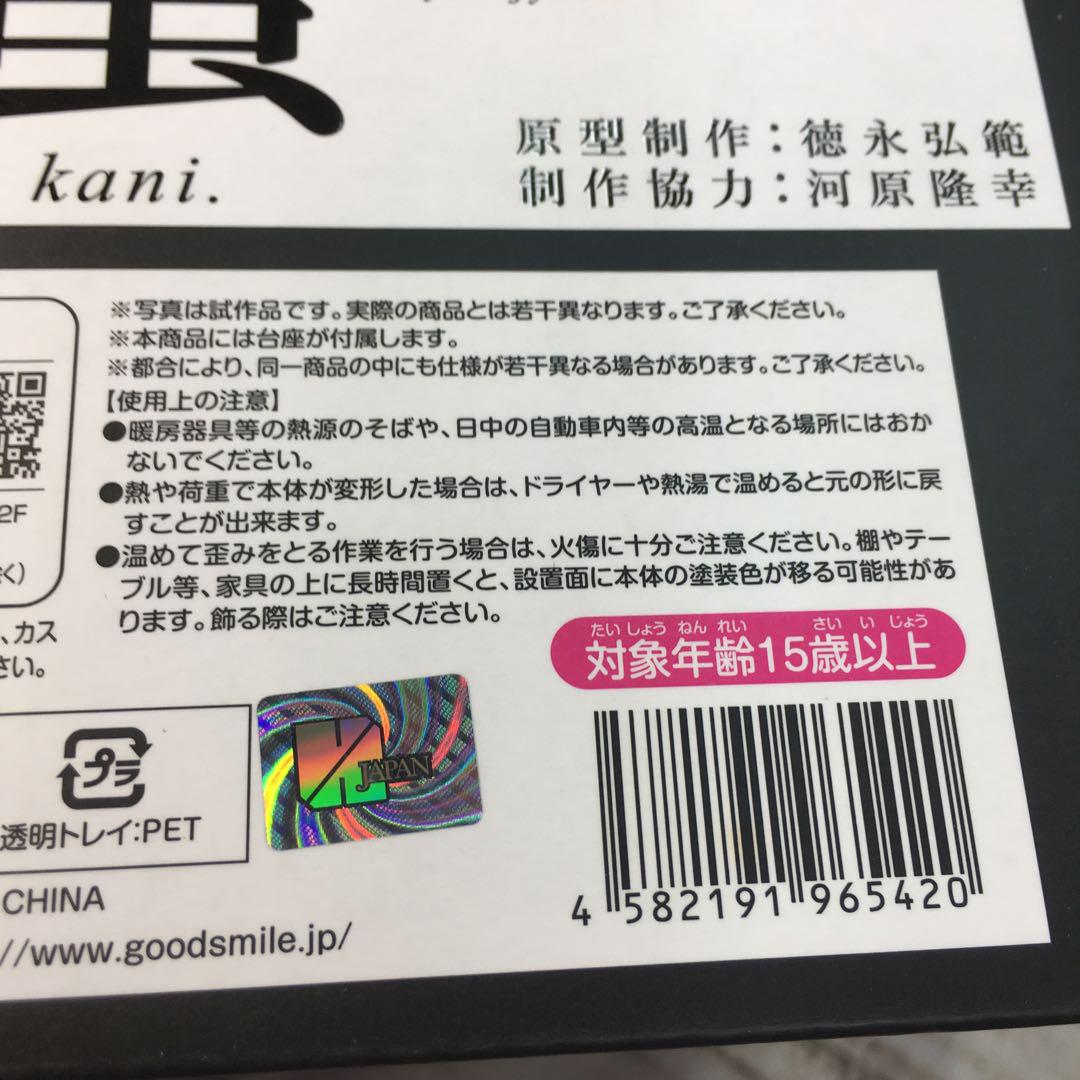 kani.
原型制作：徳永弘範
制作協力：河原隆幸
※写真は試作品です。実際の商品とは若干異なります。ご了承ください。
※本商品には台座が付属します。
※都合により、同一商品の中にも仕様が若干異なる場合があります。ご了承ください。
【使用上の注意】
●暖房器具等の熱源のそばや、日中の自動車内等の高温となる場所にはおか
ないでください。
●熱や荷重で本体が変形した場合は、ドライヤーや熱湯で温めると元の形に戻
すことが出来ます。
●温めて歪みをとる作業を行う場合は、火傷に十分ご注意ください。棚やテー
ブル等、家具の上に長時間置くと、設置面に本体の塗装色が移る可能性があ
ります。飾る際はご注意ください。
2F
く）
、カス
さい。
たいしょうねんれい さいいじょう
対象年齢15歳以上
プラ
透明トレイ:PET
JAPAN
CHINA
//www.goodsmile.jp/
4 582191 965420